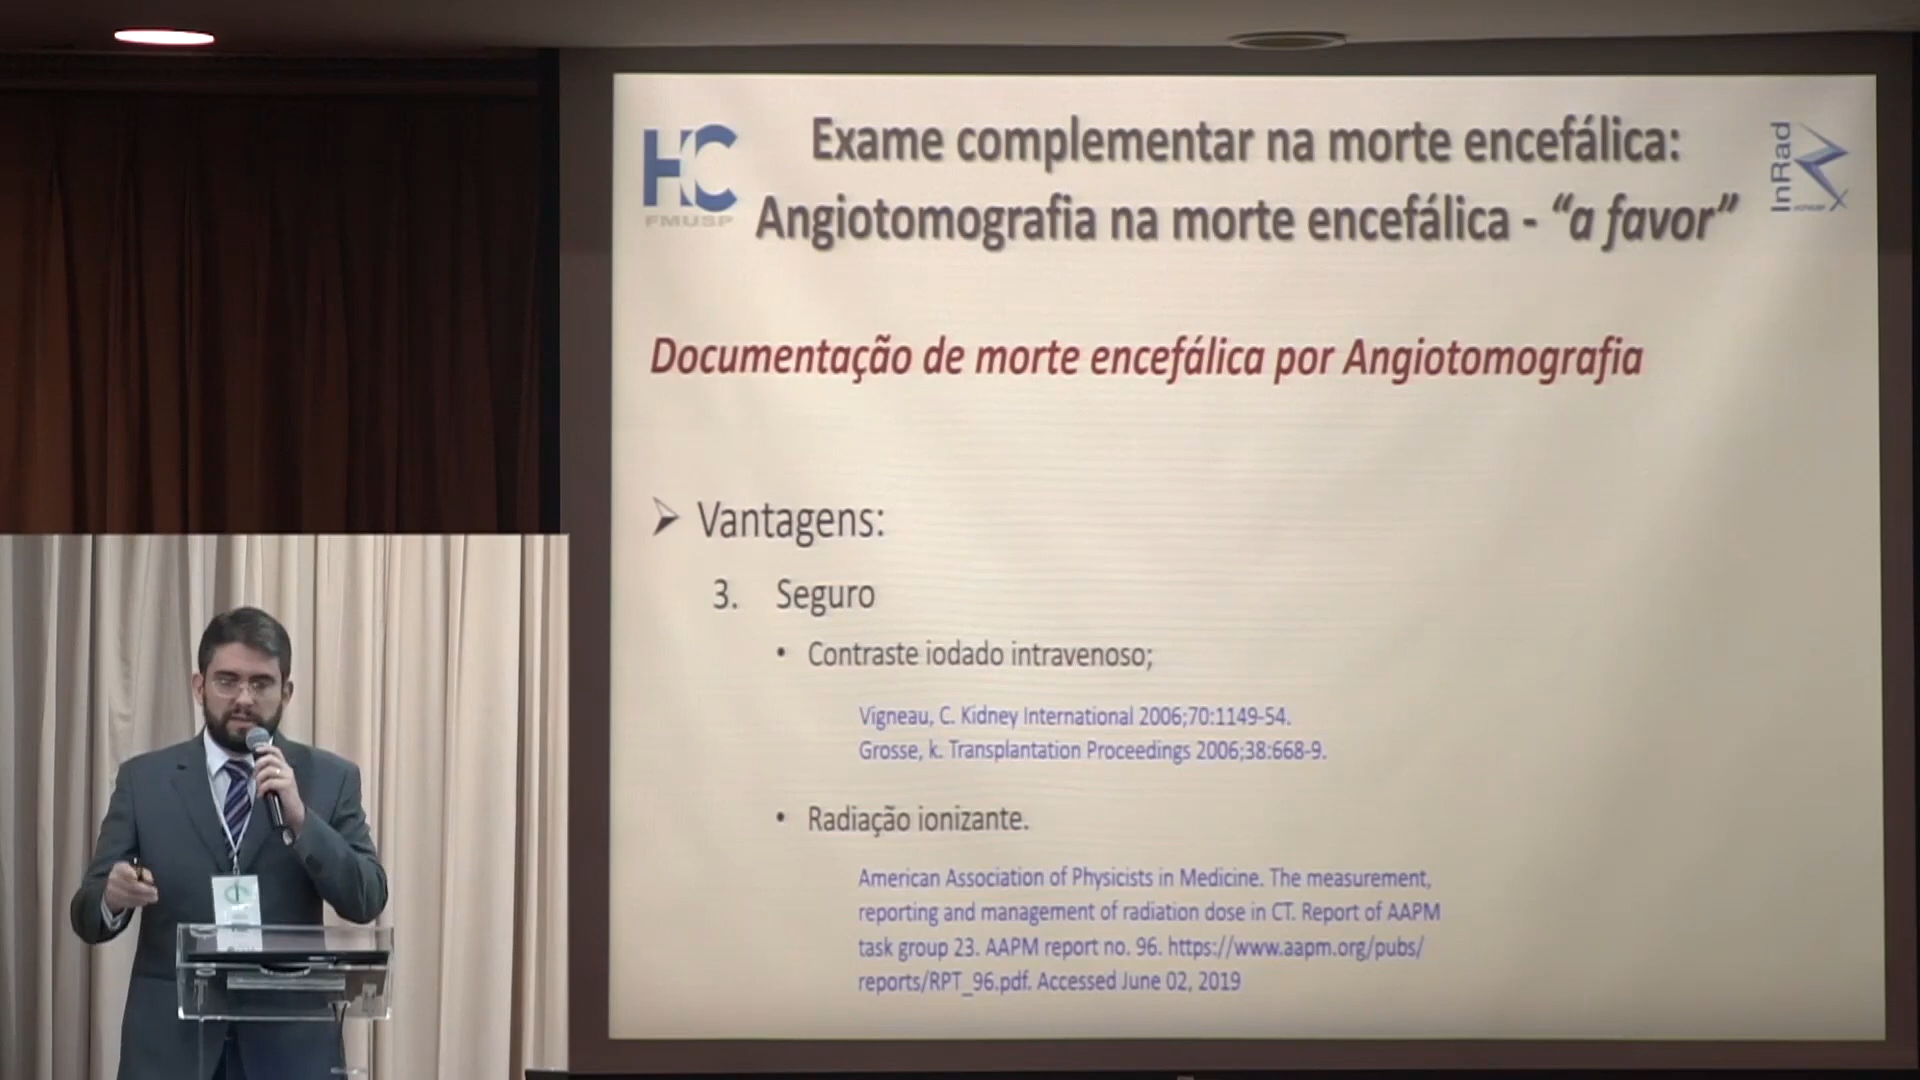 HC
FMUSP
Exame complementar na morte encefálica:
Angiotomografia na morte encefálica - “a favor”
InRad
Documentação de morte encefálica por Angiotomografia
Vantagens:
3. Seguro
• Contraste iodado intravenoso;
Vigneau, C. Kidney International 2006;70:1149-54.
Grosse, k. Transplantation Proceedings 2006;38:668-9.
• Radiação ionizante.
American Association of Physicists in Medicine. The measurement,
reporting and management of radiation dose in CT. Report of AAPM
task group 23. AAPM report no. 96. https://www.aapm.org/pubs/
reports/RPT_96.pdf. Accessed June 02, 2019